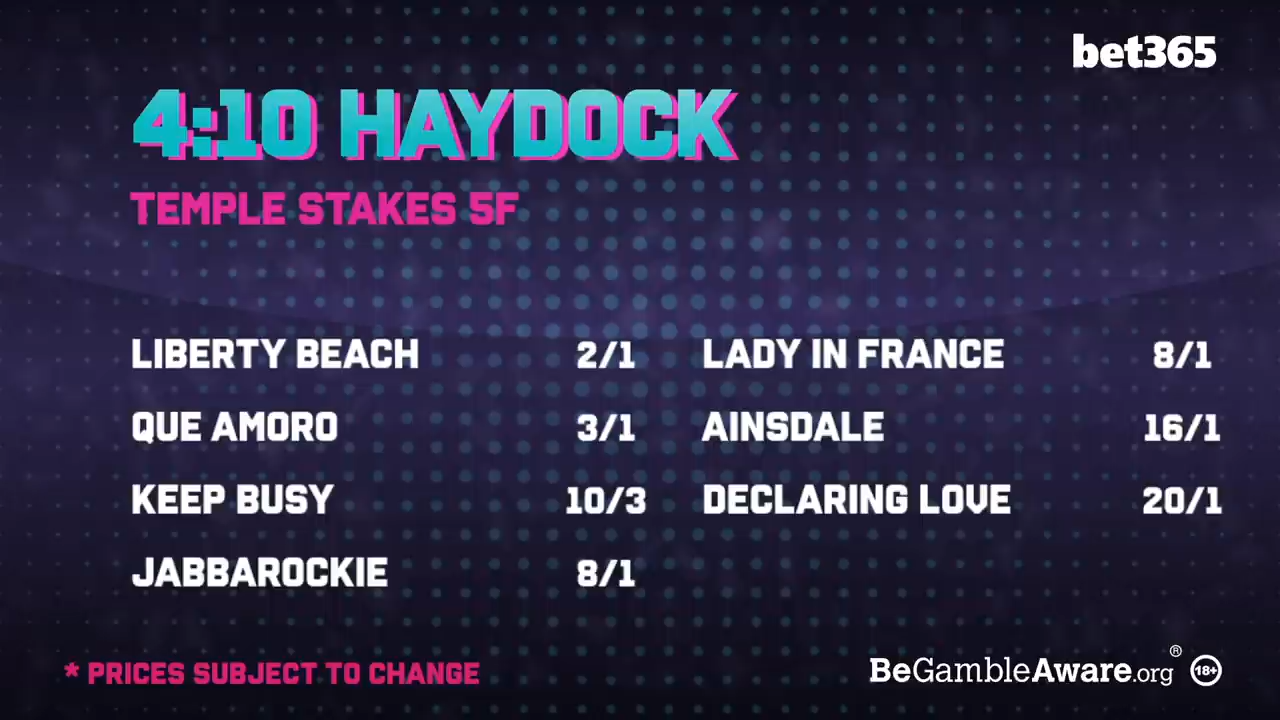 bet365
4:10 HAYDOCK
TEMPLE STAKES 5F
LIBERTY BEACH 2/1
QUE AMORO 3/1
KEEP BUSY 10/3
JABBAROCKIE 8/1
LADY IN FRANCE 8/1
AINSDALE 16/1
DECLARING LOVE 20/1
* PRICES SUBJECT TO CHANGE
BeGambleAware.org® 18+